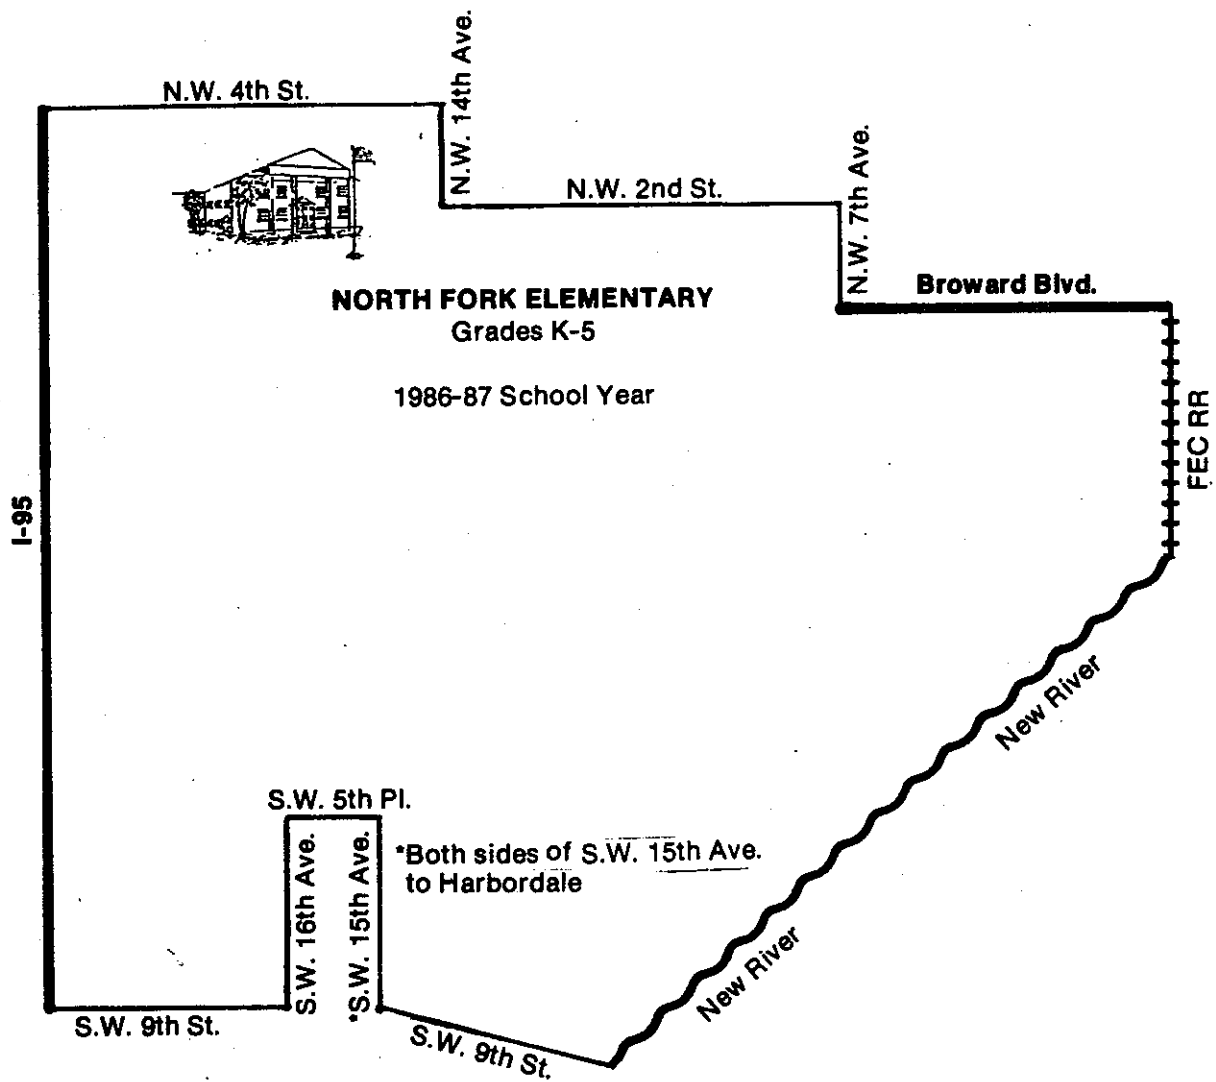 N.W. 4th St.
N.W. 14th Ave.
N.W. 2nd St.
N.W. 7th Ave.
Broward Blvd.
NORTH FORK ELEMENTARY
Grades K-5
1986-87 School Year
FEC RR
I-95
New River
S.W. 5th Pl.
S.W. 16th Ave.
*S.W. 15th Ave.
*Both sides of S.W. 15th Ave.
to Harbordale
New River
S.W. 9th St.
S.W. 9th St.